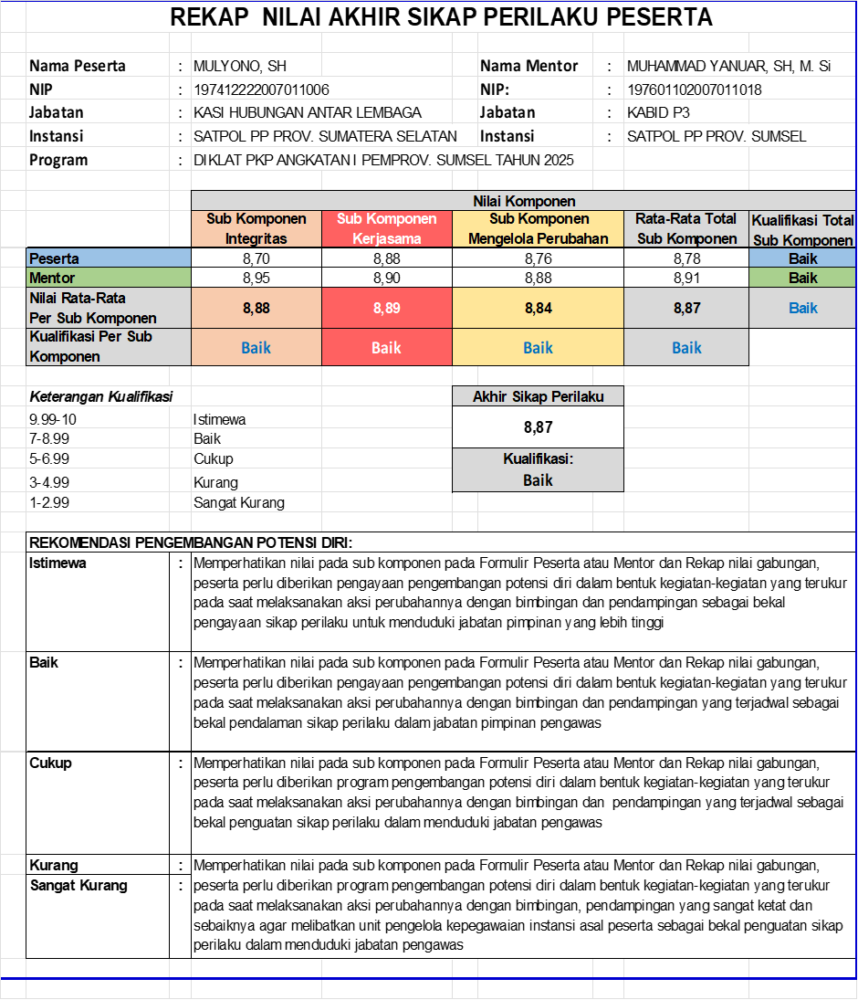 REKAP  NILAI AKHIR SIKAP PERILAKU PESERTA
Nama Peserta : MULYONO, SH Nama Mentor : MUHAMMAD YANUAR, SH, M. Si
NIP : 197412222007011006 NIP: : 197601102007011018
Jabatan : KASI HUBUNGAN ANTAR LEMBAGA Jabatan : KABID P3
Instansi : SATPOL PP PROV. SUMATERA SELATAN Instansi : SATPOL PP PROV. SUMSEL
Program : DIKLAT PKP ANGKATAN I PEMPROV. SUMSEL TAHUN 2025
Nilai Komponen
Sub Komponen Integritas
Sub Komponen Kerjasama
Sub Komponen Mengelola Perubahan
Rata-Rata Total Sub Komponen
Kualifikasi Total Sub Komponen
Peserta 8,70 8,88 8,76 8,78 Baik
Mentor 8,95 8,90 8,88 8,91 Baik
Nilai Rata-Rata
Per Sub Komponen 8,88 8,89 8,84 8,87 Baik
Kualifikasi Per Sub
Komponen Baik Baik Baik Baik
Keterangan Kualifikasi
9.99-10 Istimewa
7-8.99 Baik
5-6.99 Cukup
3-4.99 Kurang
1-2.99 Sangat Kurang
Akhir Sikap Perilaku
8,87
Kualifikasi:
Baik
REKOMENDASI PENGEMBANGAN POTENSI DIRI:
Istimewa : Memperhatikan nilai pada sub komponen pada Formulir Peserta atau Mentor dan Rekap nilai gabungan,
peserta perlu diberikan pengayaan pengembangan potensi diri dalam bentuk kegiatan-kegiatan yang terukur
pada saat melaksanakan aksi perubahannya dengan bimbingan dan pendampingan sebagai bekal
pengayaan sikap perilaku untuk menduduki jabatan pimpinan yang lebih tinggi
Baik : Memperhatikan nilai pada sub komponen pada Formulir Peserta atau Mentor dan Rekap nilai gabungan,
peserta perlu diberikan pengayaan pengembangan potensi diri dalam bentuk kegiatan-kegiatan yang terukur
pada saat melaksanakan aksi perubahannya dengan bimbingan dan pendampingan yang terjadwal sebagai
bekal pendalaman sikap perilaku dalam jabatan pimpinan pengawas
Cukup : Memperhatikan nilai pada sub komponen pada Formulir Peserta atau Mentor dan Rekap nilai gabungan,
peserta perlu diberikan program pengembangan potensi diri dalam bentuk kegiatan-kegiatan yang terukur
pada saat melaksanakan aksi perubahannya dengan bimbingan dan  pendampingan yang terjadwal sebagai
bekal penguatan sikap perilaku dalam menduduki jabatan pengawas
Kurang : Memperhatikan nilai pada sub komponen pada Formulir Peserta atau Mentor dan Rekap nilai gabungan,
Sangat Kurang : peserta perlu diberikan program pengembangan potensi diri dalam bentuk kegiatan-kegiatan yang terukur
pada saat melaksanakan aksi perubahannya dengan bimbingan, pendampingan yang sangat ketat dan
sebaiknya agar melibatkan unit pengelola kepegawaian instansi asal peserta sebagai bekal penguatan sikap
perilaku dalam menduduki jabatan pengawas